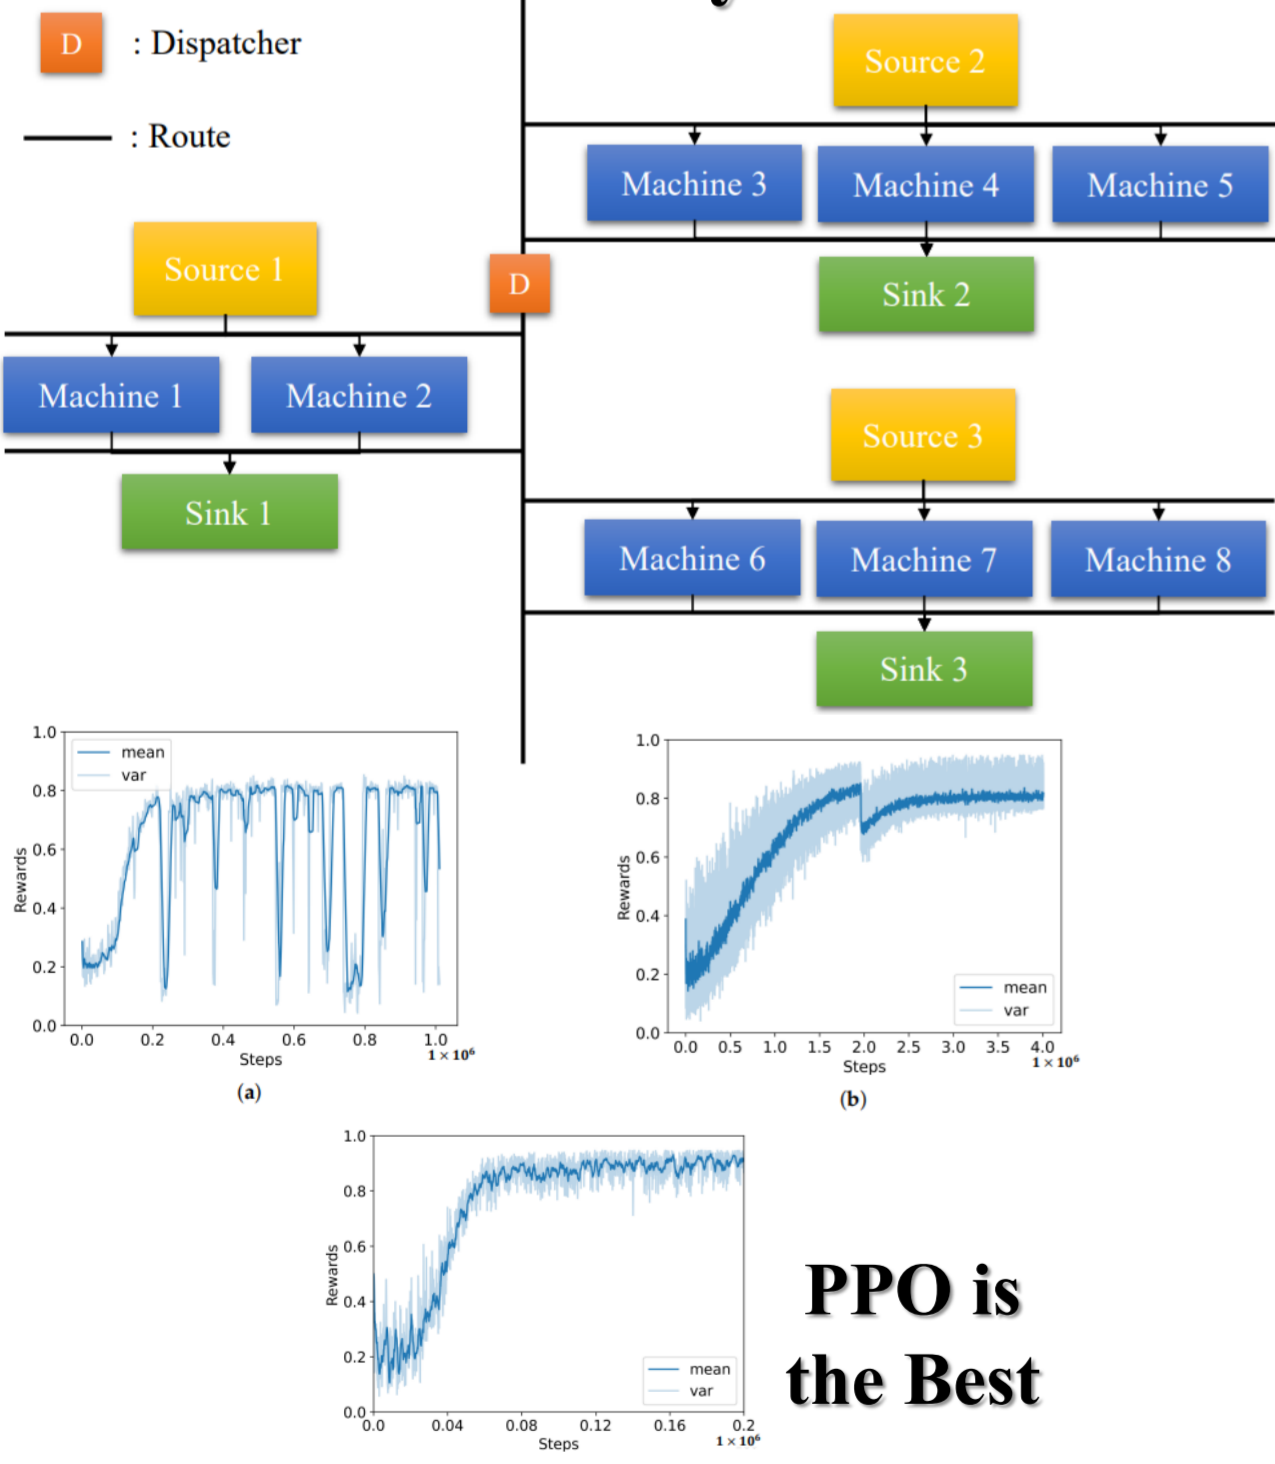 D : Dispatcher
: Route
Source 2
Machine 3 Machine 4 Machine 5
Sink 2
D
Source 1
Machine 1 Machine 2
Sink 1
Source 3
Machine 6 Machine 7 Machine 8
Sink 3
1.0
0.8
0.6
0.4
0.2
0.0
Rewards
mean
var
0.0 0.2 0.4 0.6 0.8 1.0
Steps
1 × 10⁶
(a)
1.0
0.8
0.6
0.4
0.2
0.0
Rewards
mean
var
0.0 0.5 1.0 1.5 2.0 2.5 3.0 3.5 4.0
Steps
1 × 10⁶
(b)
1.0
0.8
0.6
0.4
0.2
0.0
Rewards
mean
var
0.0 0.04 0.08 0.12 0.16 0.2
Steps
1 × 10⁶
PPO is
the Best